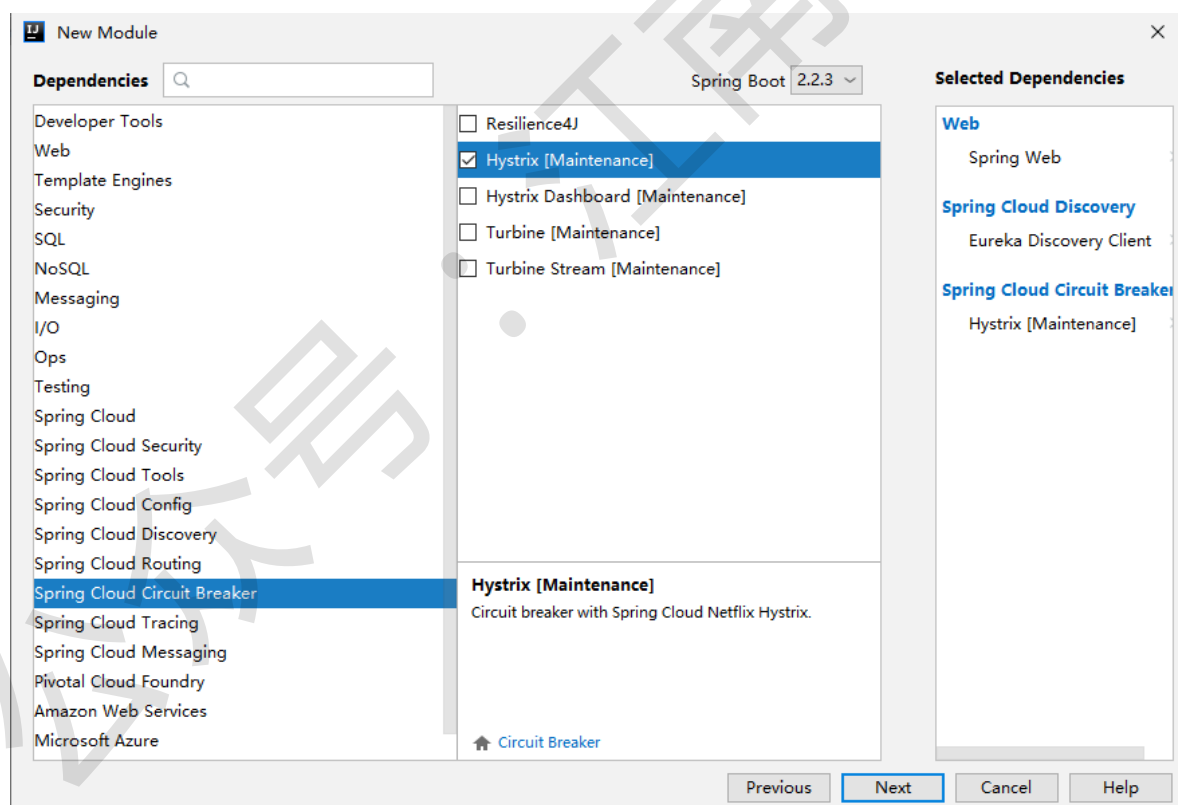 New Module
Dependencies
Spring Boot 2.2.3
Selected Dependencies
Developer Tools
Web
Template Engines
Security
SQL
NoSQL
Messaging
I/O
Ops
Testing
Spring Cloud
Spring Cloud Security
Spring Cloud Tools
Spring Cloud Config
Spring Cloud Discovery
Spring Cloud Routing
Spring Cloud Circuit Breaker
Spring Cloud Tracing
Spring Cloud Messaging
Pivotal Cloud Foundry
Amazon Web Services
Microsoft Azure
Resilience4J
Hystrix [Maintenance]
Hystrix Dashboard [Maintenance]
Turbine [Maintenance]
Turbine Stream [Maintenance]
Hystrix [Maintenance]
Circuit breaker with Spring Cloud Netflix Hystrix.
Circuit Breaker
Web
Spring Web
Spring Cloud Discovery
Eureka Discovery Client
Spring Cloud Circuit Breaker
Hystrix [Maintenance]
Previous
Next
Cancel
Help
公众号：江南